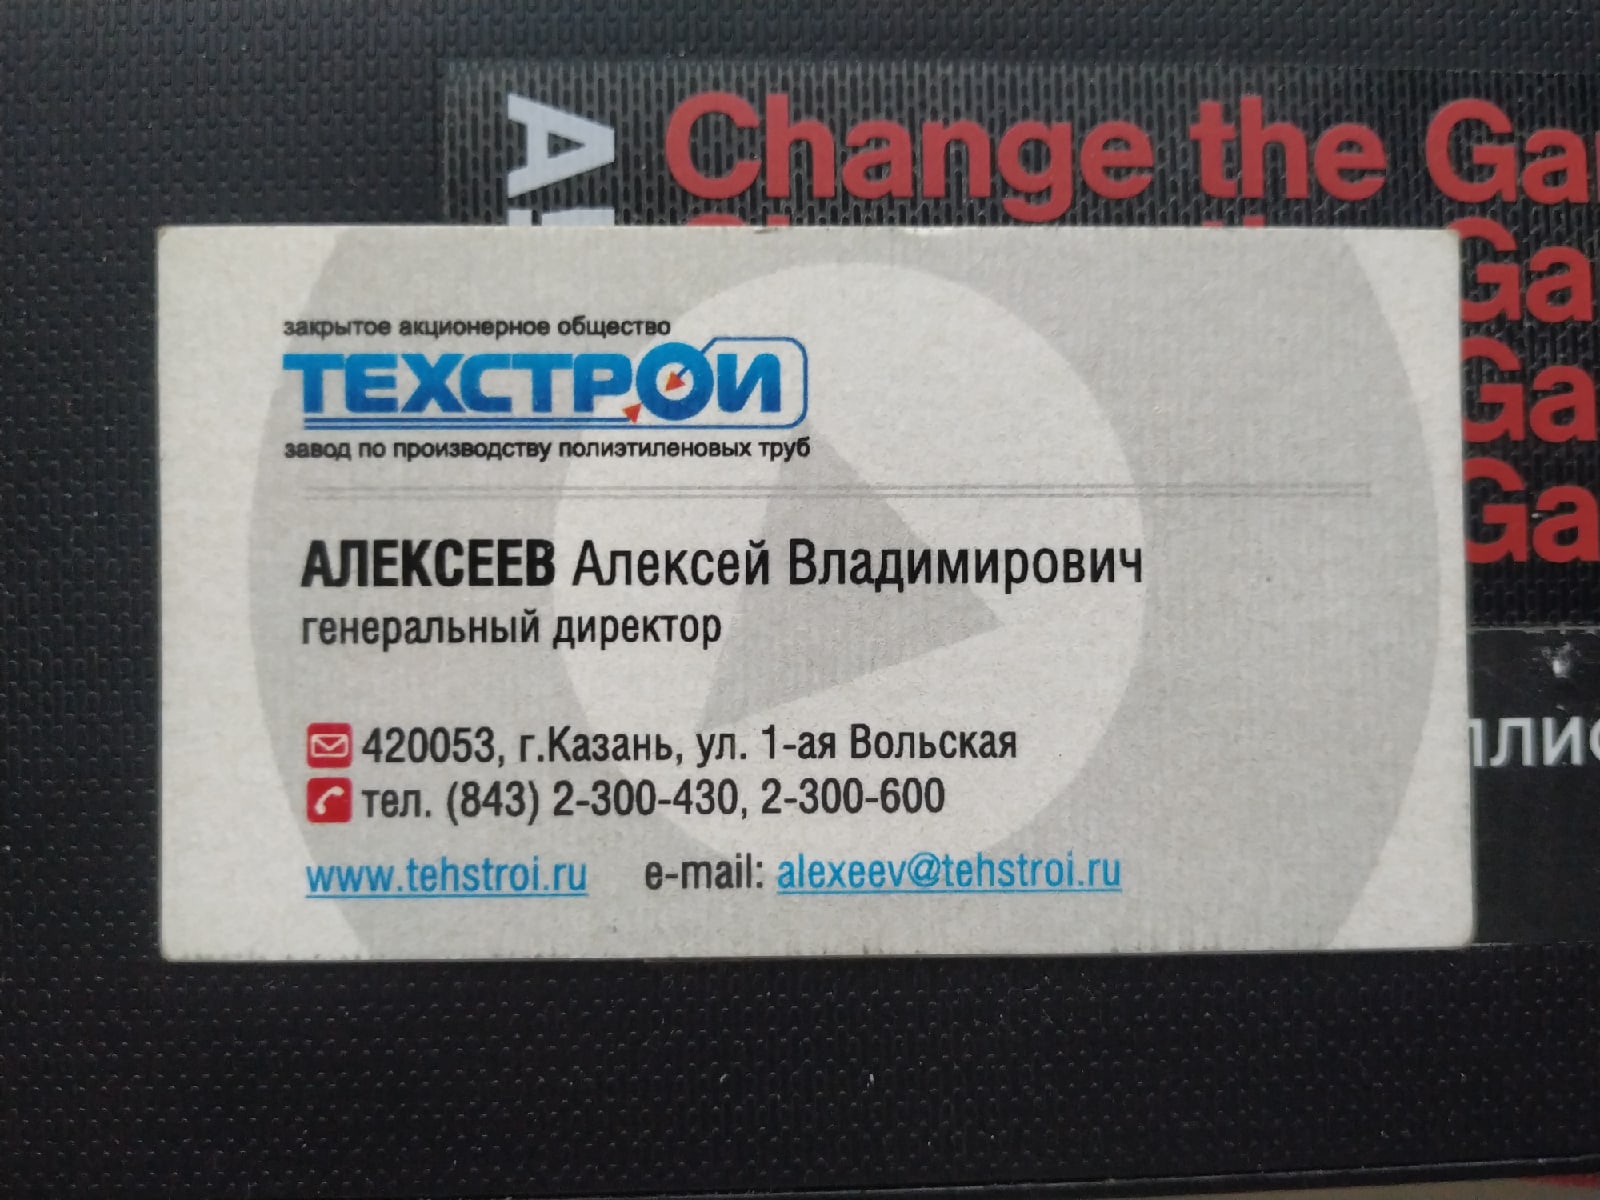 Change the Ga
Ga
Ga
Ga
закрытое акционерное общество
ТЕХСТРОЙ
завод по производству полиэтиленовых труб
АЛЕКСЕЕВ Алексей Владимирович
генеральный директор
420053, г.Казань, ул. 1-ая Вольская
тел. (843) 2-300-430, 2-300-600
www.tehstroi.ru e-mail: alexeev@tehstroi.ru